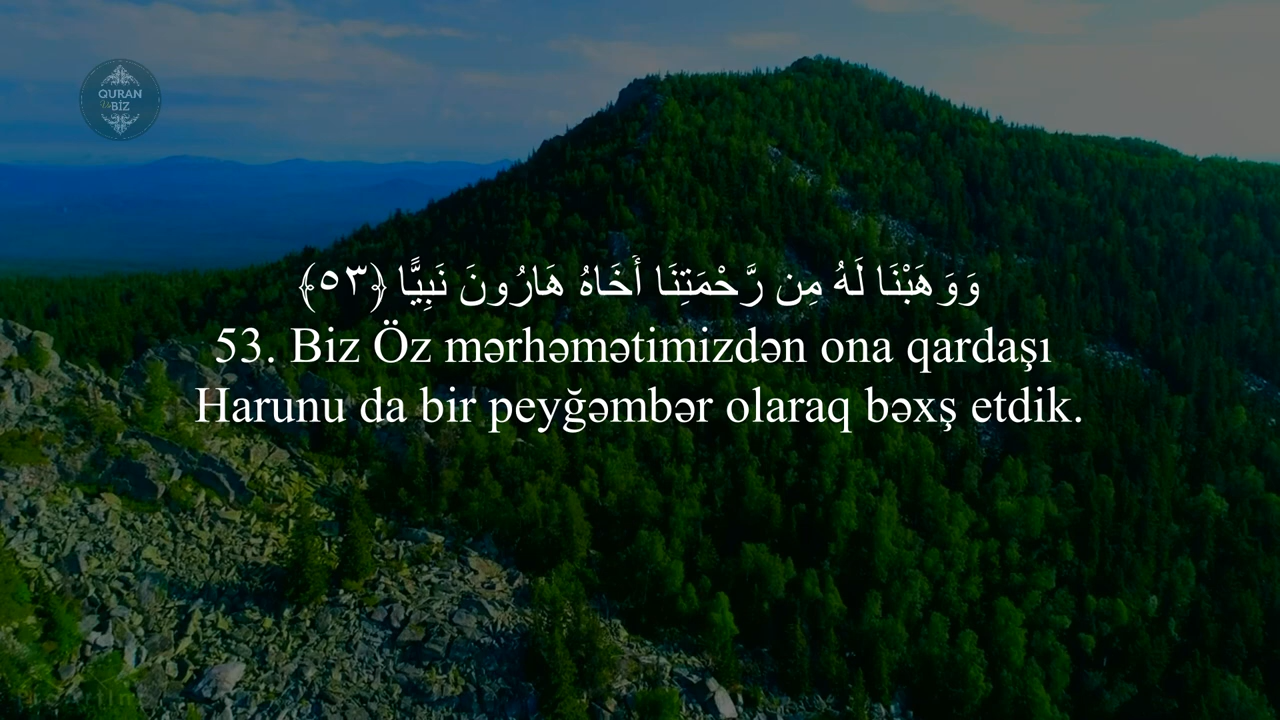 QURAN
Və
BİZ
وَوَهَبْنَا لَهُ مِن رَّحْمَتِنَا أَخَاهُ هَارُونَ نَبِيًّا ﴿٥٣﴾
53. Biz Öz mərhəmətimizdən ona qardaşı
Harunu da bir peyğəmbər olaraq bəxş etdik.